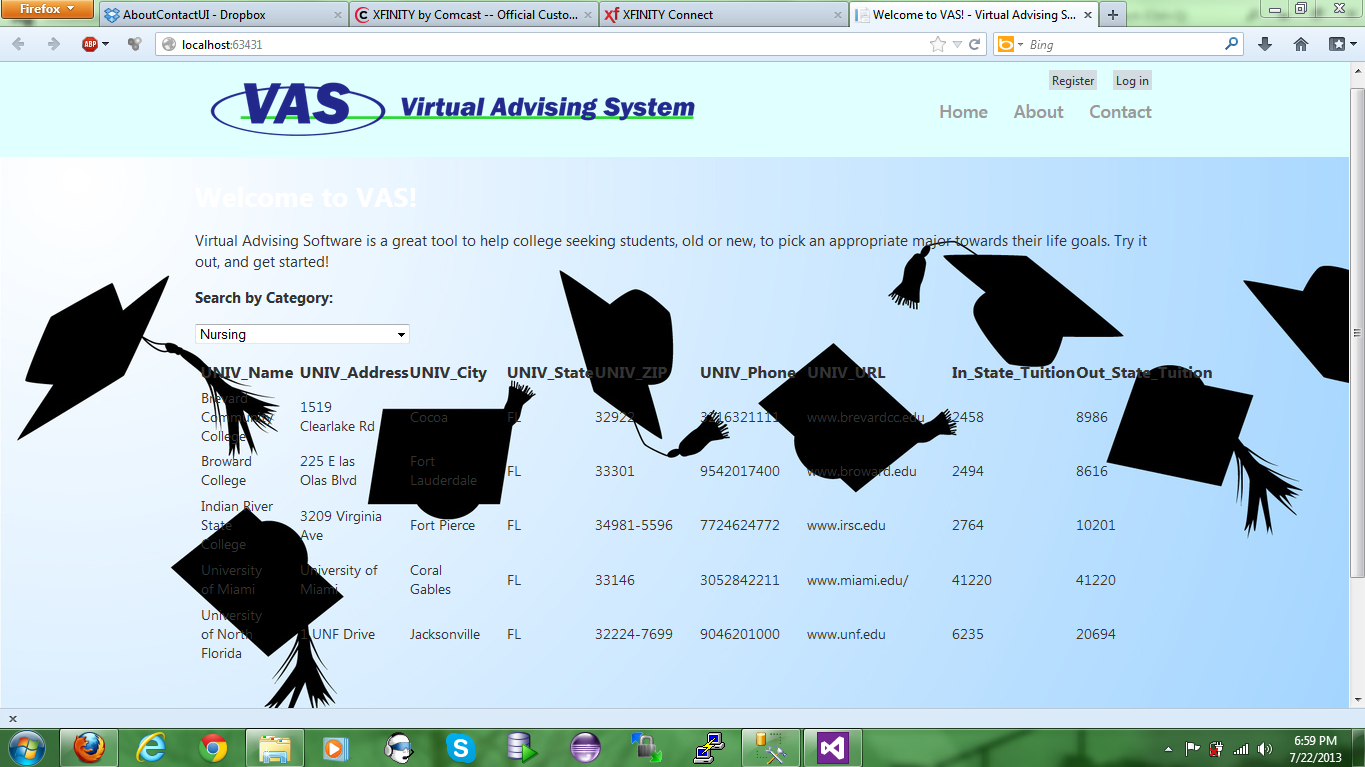 Firefox
AboutContactUI - Dropbox
XFINITY by Comcast -- Official Custo...
XFINITY Connect
Welcome to VAS! - Virtual Advising S...
ABP
localhost:63431
Bing
Register Log in
VAS Virtual Advising System
Home About Contact
Welcome to VAS!
Virtual Advising Software is a great tool to help college seeking students, old or new, to pick an appropriate major towards their life goals. Try it
out, and get started!
Search by Category:
Nursing
UNIV_Name UNIV_Address UNIV_City UNIV_State UNIV_ZIP UNIV_Phone UNIV_URL In_State_Tuition Out_State_Tuition
Brevard Community College 1519 Clearlake Rd Cocoa FL 32922 3216321111 www.brevardcc.edu 2458 8986
Broward College 225 E las Olas Blvd Fort Lauderdale FL 33301 9542017400 www.broward.edu 2494 8616
Indian River State College 3209 Virginia Ave Fort Pierce FL 34981-5596 7724624772 www.irsc.edu 2764 10201
University of Miami University of Miami Coral Gables FL 33146 3052842211 www.miami.edu/ 41220 41220
University of North Florida 1 UNF Drive Jacksonville FL 32224-7699 9046201000 www.unf.edu 6235 20694
6:59 PM
7/22/2013